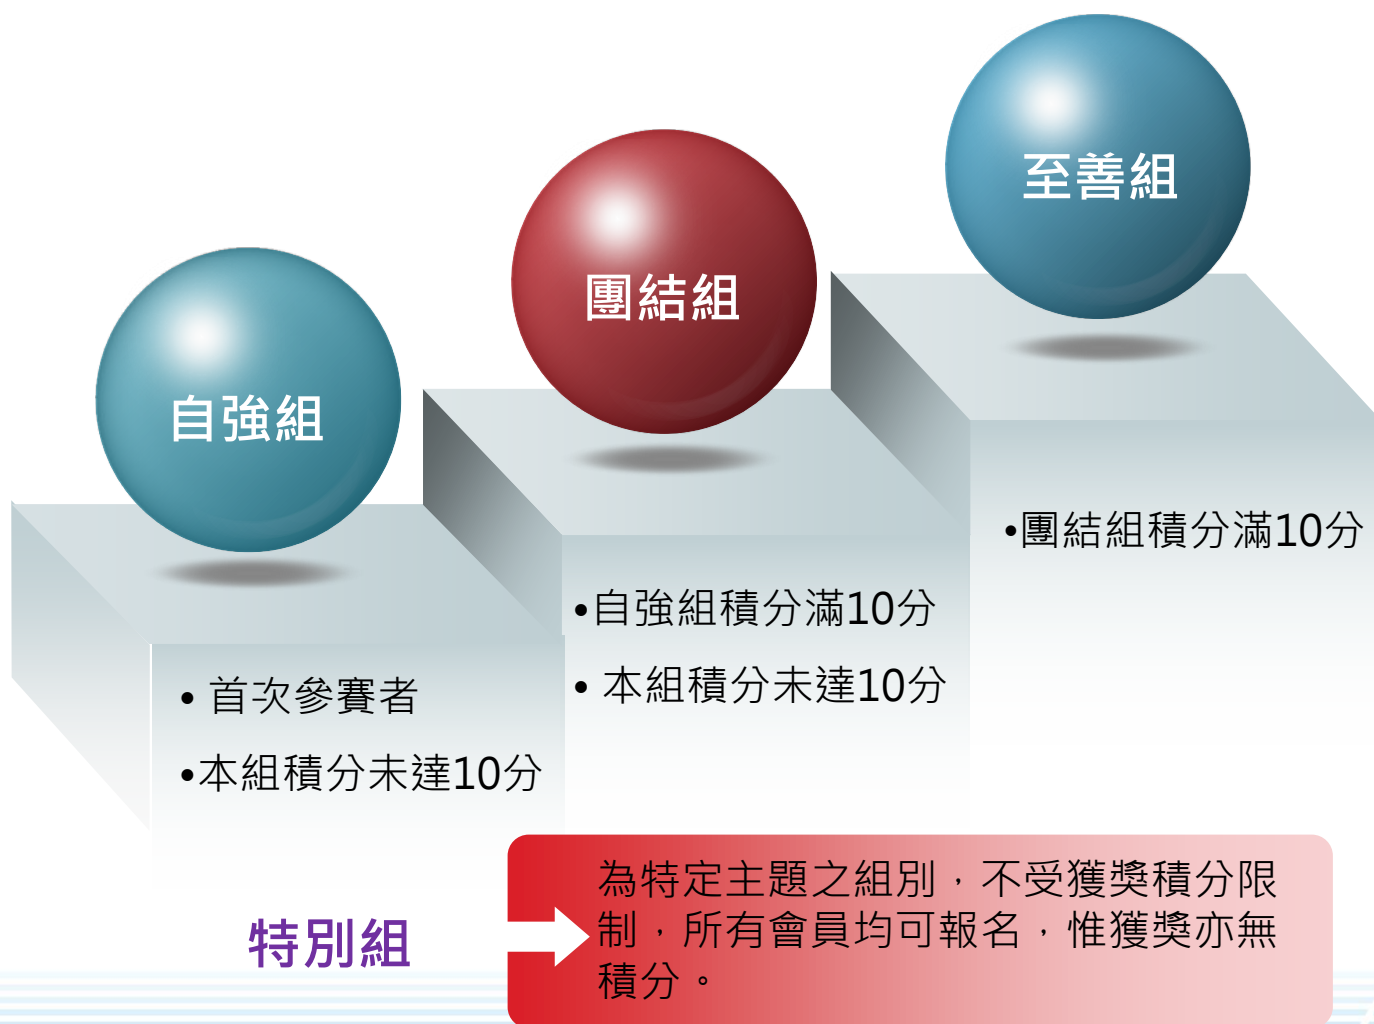 至善組
團結組
自強組
•團結組積分滿10分
•自強組積分滿10分
• 本組積分未達10分
• 首次參賽者
•本組積分未達10分
特別組
為特定主題之組別，不受獲獎積分限
制，所有會員均可報名，惟獲獎亦無
積分。